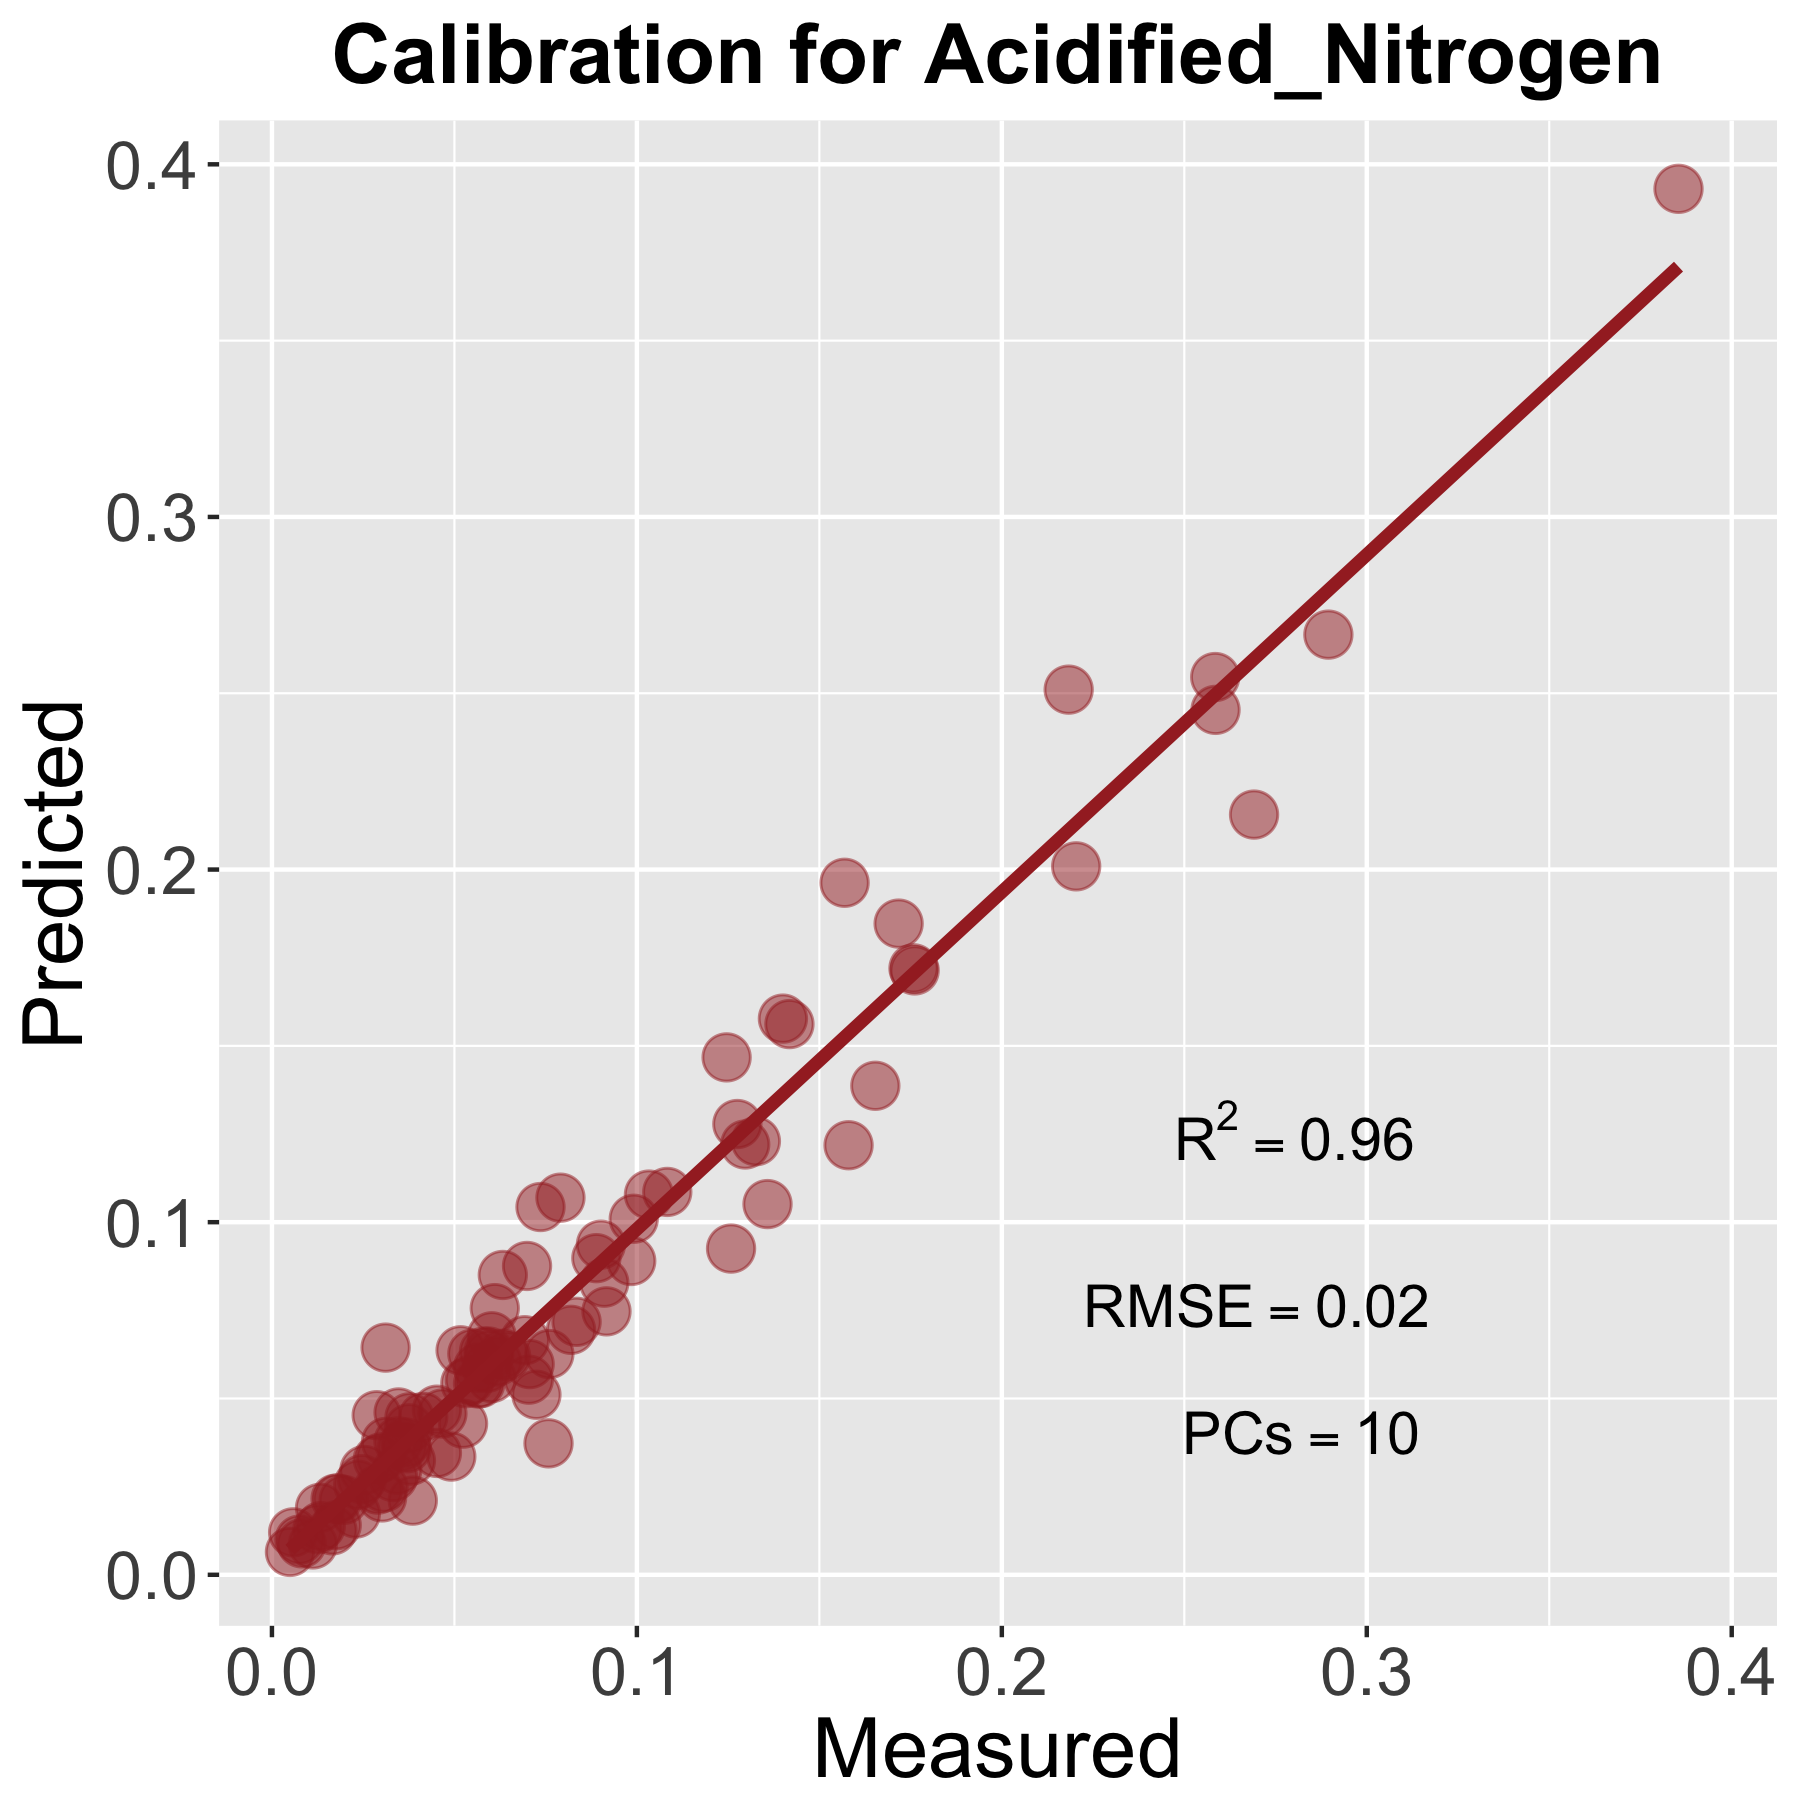 Calibration for Acidified_Nitrogen
0.4
0.3
0.2
0.1
0.0
Predicted
R² = 0.96
RMSE = 0.02
PCs = 10
0.0 0.1 0.2 0.3 0.4
Measured